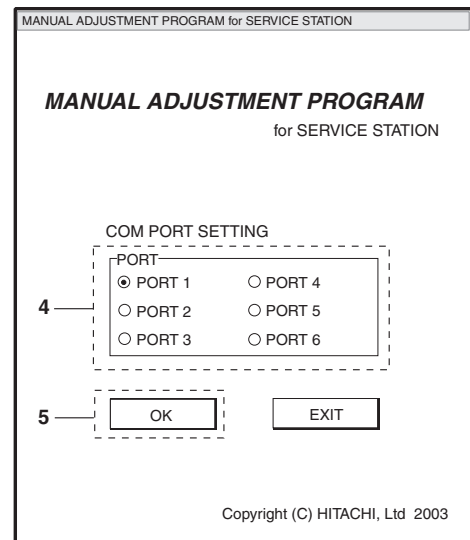 MANUAL ADJUSTMENT PROGRAM for SERVICE STATION
MANUAL ADJUSTMENT PROGRAM
for SERVICE STATION
COM PORT SETTING
PORT
PORT 1 PORT 4
4 PORT 2 PORT 5
PORT 3 PORT 6
5 OK EXIT
Copyright (C) HITACHI, Ltd 2003